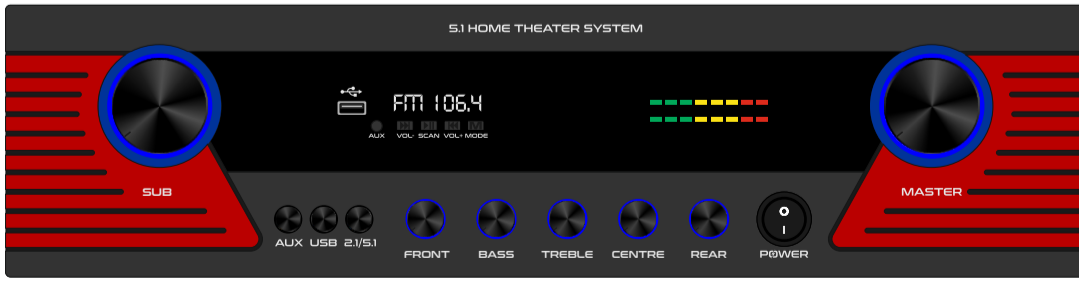 5.1 HOME THEATER SYSTEM
FM 106.4
AUX VOL- SCAN VOL+ MODE
SUB
MASTER
AUX USB 2.1/5.1
FRONT BASS TREBLE CENTRE REAR POWER